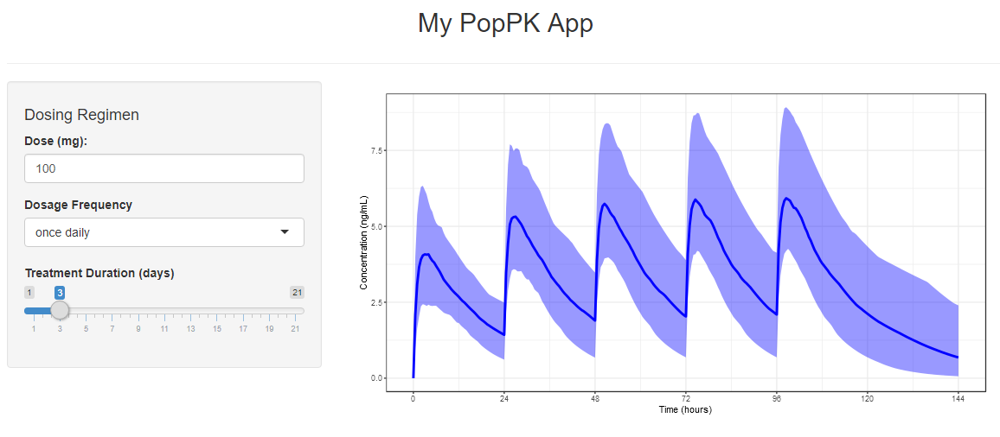 My PopPK App
Dosing Regimen
Dose (mg):
100
Dosage Frequency
once daily
Treatment Duration (days)
1 3 21
1 3 5 7 9 11 13 15 17 19 21
Concentration (ng/mL)
7.5
5.0
2.5
0.0
0 24 48 72 96 120 144
Time (hours)